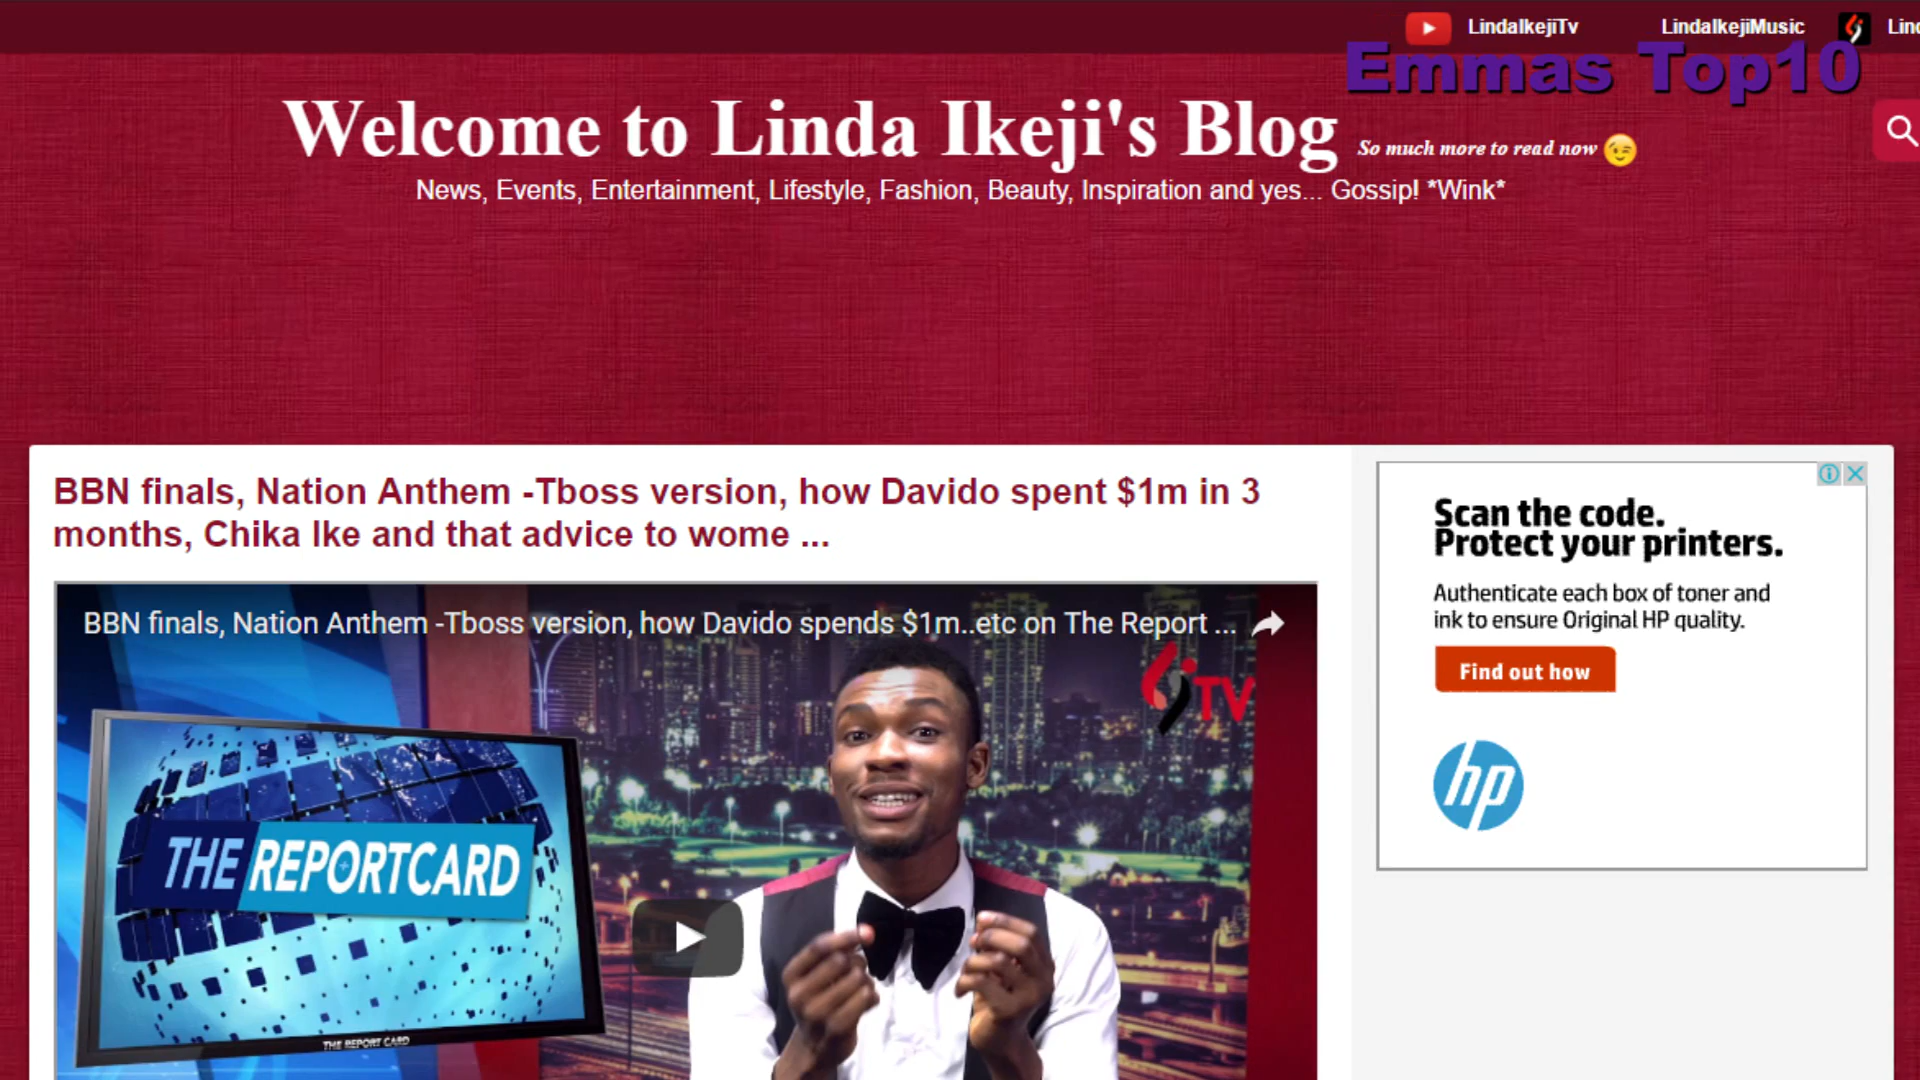 LindaIkejiTv
LindaIkejiMusic
Emmas Top10
Welcome to Linda Ikeji's Blog
So much more to read now
News, Events, Entertainment, Lifestyle, Fashion, Beauty, Inspiration and yes... Gossip! *Wink*
BBN finals, Nation Anthem -Tboss version, how Davido spent $1m in 3
months, Chika Ike and that advice to wome ...
BBN finals, Nation Anthem -Tboss version, how Davido spends $1m..etc on The Report ...
TV
THE REPORTCARD
THE REPORT CARD
Scan the code.
Protect your printers.
Authenticate each box of toner and
ink to ensure Original HP quality.
Find out how
hp